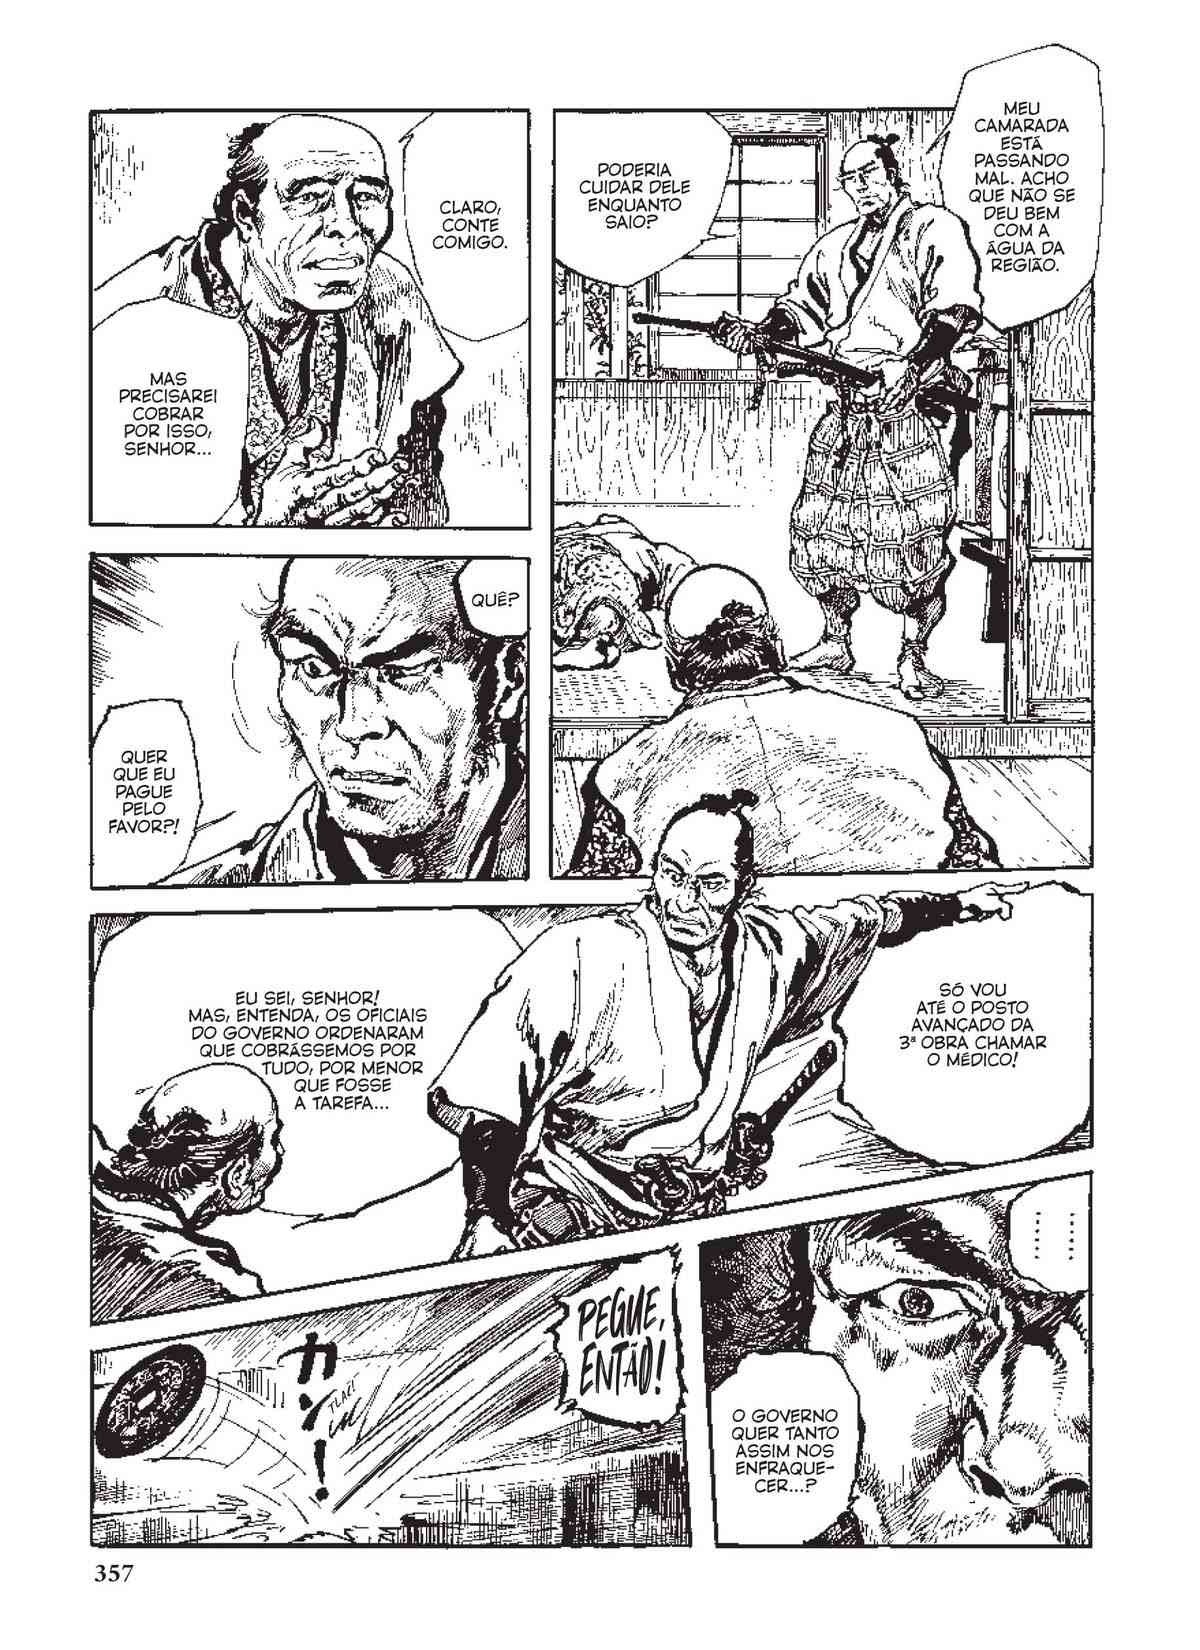 MEU
CAMARADA
ESTÁ
PASSANDO
MAL. ACHO
QUE NÃO SE
DEU BEM
COM A
ÁGUA DA
REGIÃO.
PODERIA
CUIDAR DELE
ENQUANTO
SAIO?
CLARO,
CONTE
COMIGO.
MAS
PRECISAREI
COBRAR
POR ISSO,
SENHOR...
QUÊ?
QUER
QUE EU
PAGUE
PELO
FAVOR?!
SÓ VOU
ATÉ O POSTO
AVANÇADO DA
3ª OBRA CHAMAR
O MÉDICO!
EU SEI, SENHOR!
MAS, ENTENDA, OS OFICIAIS
DO GOVERNO ORDENARAM
QUE COBRÁSSEMOS POR
TUDO, POR MENOR
QUE FOSSE
A TAREFA...
......
......
O GOVERNO
QUER TANTO
ASSIM NOS
ENFRAQUE-
CER...?
PEGUE,
ENTÃO!
カッー!
357